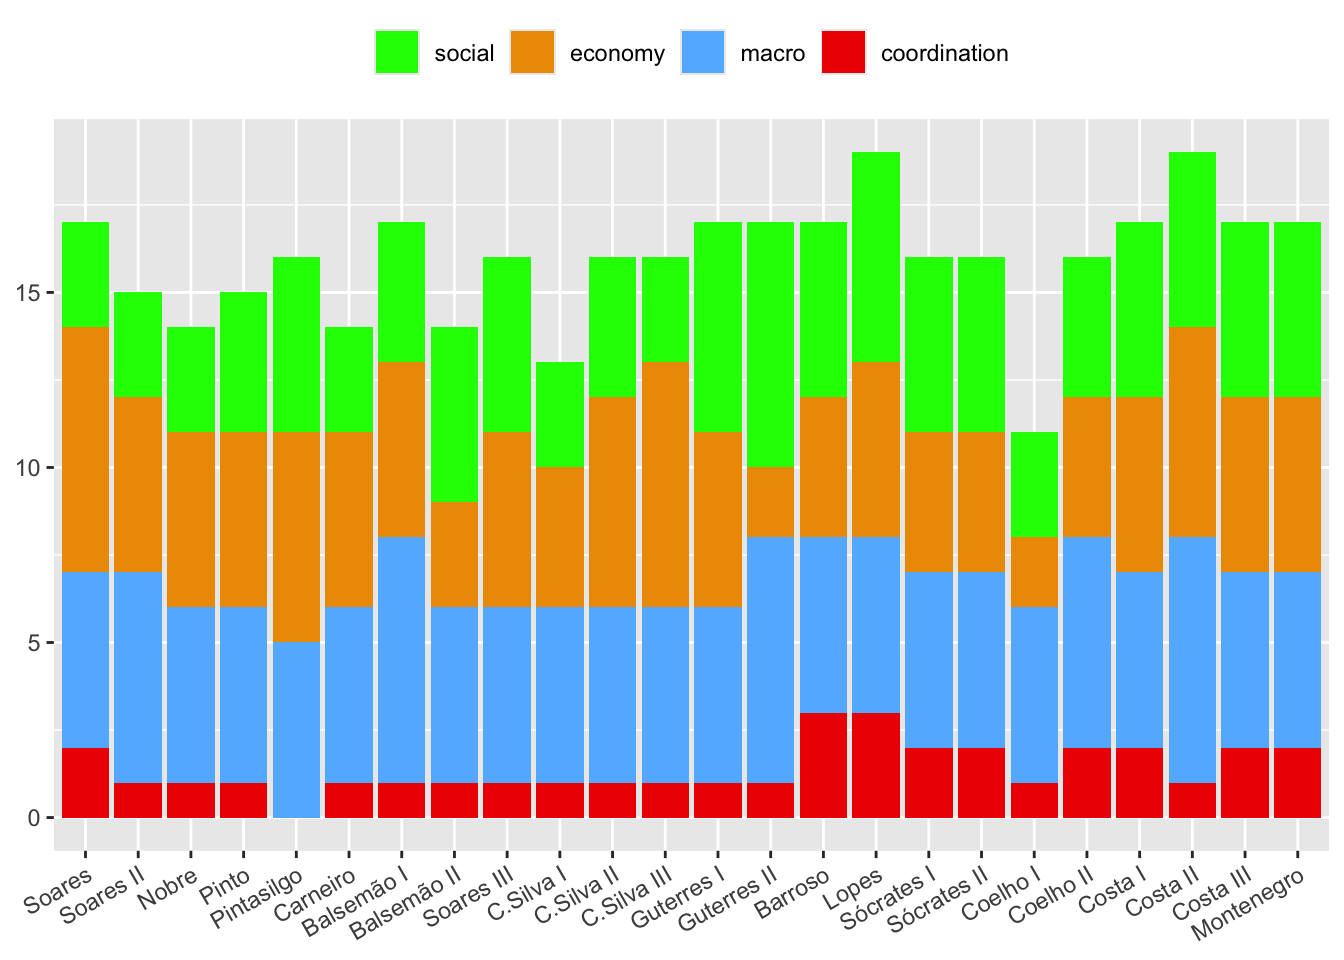 social economy macro coordination
15
10
5
0
Soares Soares II Nobre Pinto Pintasilgo Carneiro Balsemão I Balsemão II Soares III C.Silva I C.Silva II C.Silva III Guterres I Guterres II Barroso Lopes Sócrates I Sócrates II Coelho I Coelho II Costa I Costa II Costa III Montenegro